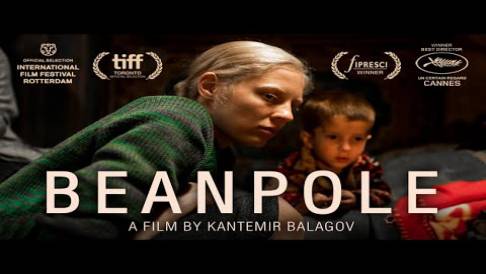 OFFICIAL SELECTION
INTERNATIONAL
FILM FESTIVAL
ROTTERDAM
OFFICIAL SELECTION
tiff
TORONTO
FIPRESCI
WINNER
WINNER
BEST DIRECTOR
UN CERTAIN REGARD
CANNES
BEANPOLE
A FILM BY KANTEMIR BALAGOV